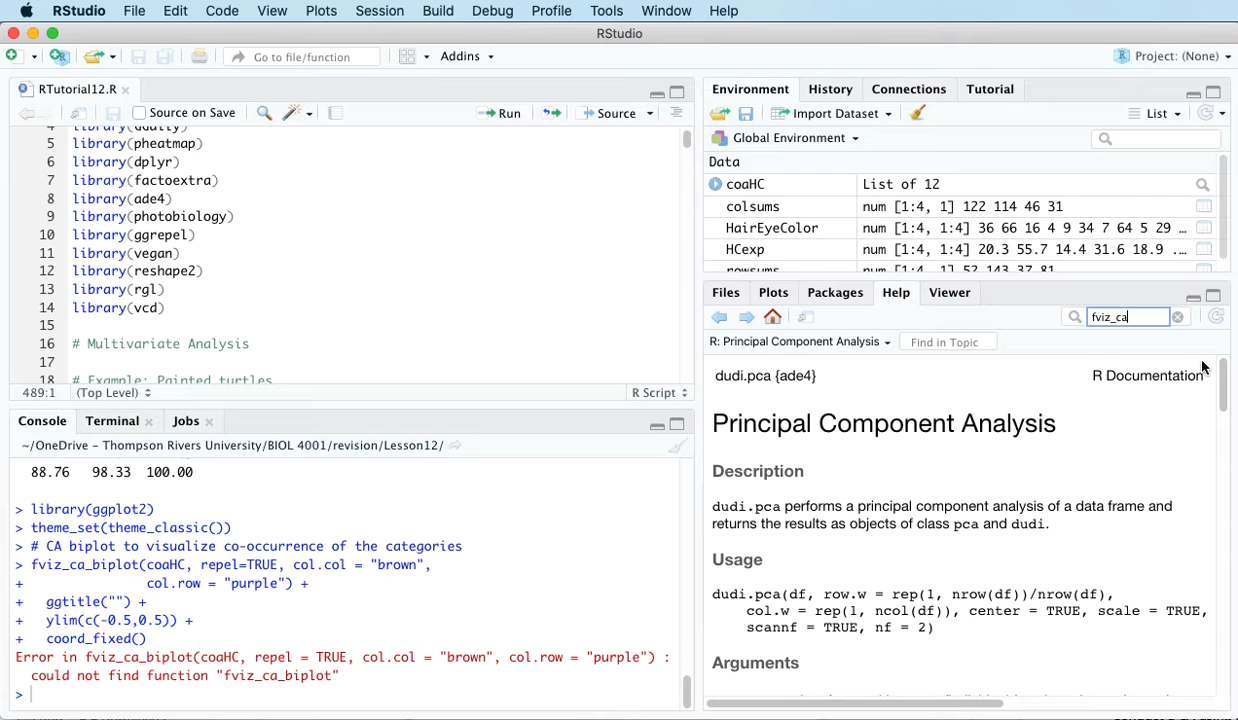 RStudio File Edit Code View Plots Session Build Debug Profile Tools Window Help
RStudio
Go to file/function Addins Project: (None)
RTutorial12.R
Source on Save Run Source
5 library(pheatmap)
6 library(dplyr)
7 library(factoextra)
8 library(ade4)
9 library(photobiology)
10 library(ggrepel)
11 library(vegan)
12 library(reshape2)
13 library(rgl)
14 library(vcd)
15
16 # Multivariate Analysis
17
18 # Example: Painted turtles
489:1 (Top Level) R Script
Console Terminal Jobs
~/OneDrive - Thompson Rivers University/BIOL 4001/revision/Lesson12/
88.76 98.33 100.00
> library(ggplot2)
> theme_set(theme_classic())
> # CA biplot to visualize co-occurrence of the categories
> fviz_ca_biplot(coaHC, repel=TRUE, col.col = "brown",
+ col.row = "purple") +
+ ggtitle("") +
+ ylim(c(-0.5,0.5)) +
+ coord_fixed()
Error in fviz_ca_biplot(coaHC, repel = TRUE, col.col = "brown", col.row = "purple") :
could not find function "fviz_ca_biplot"
>
Environment History Connections Tutorial
Import Dataset List
Global Environment
Data
coaHC List of 12
colsums num [1:4, 1] 122 114 46 31
HairEyeColor num [1:4, 1:4] 36 66 16 4 9 34 7 64 5 29 …
HCexp num [1:4, 1:4] 20.3 55.7 14.4 31.6 18.9 ...
rowsums num [1:4, 1] 52 143 37 81
Files Plots Packages Help Viewer
fviz_ca
R: Principal Component Analysis Find in Topic
dudi.pca {ade4} R Documentation
Principal Component Analysis
Description
dudi.pca performs a principal component analysis of a data frame and
returns the results as objects of class pca and dudi.
Usage
dudi.pca(df, row.w = rep(1, nrow(df))/nrow(df),
col.w = rep(1, ncol(df)), center = TRUE, scale = TRUE,
scannf = TRUE, nf = 2)
Arguments